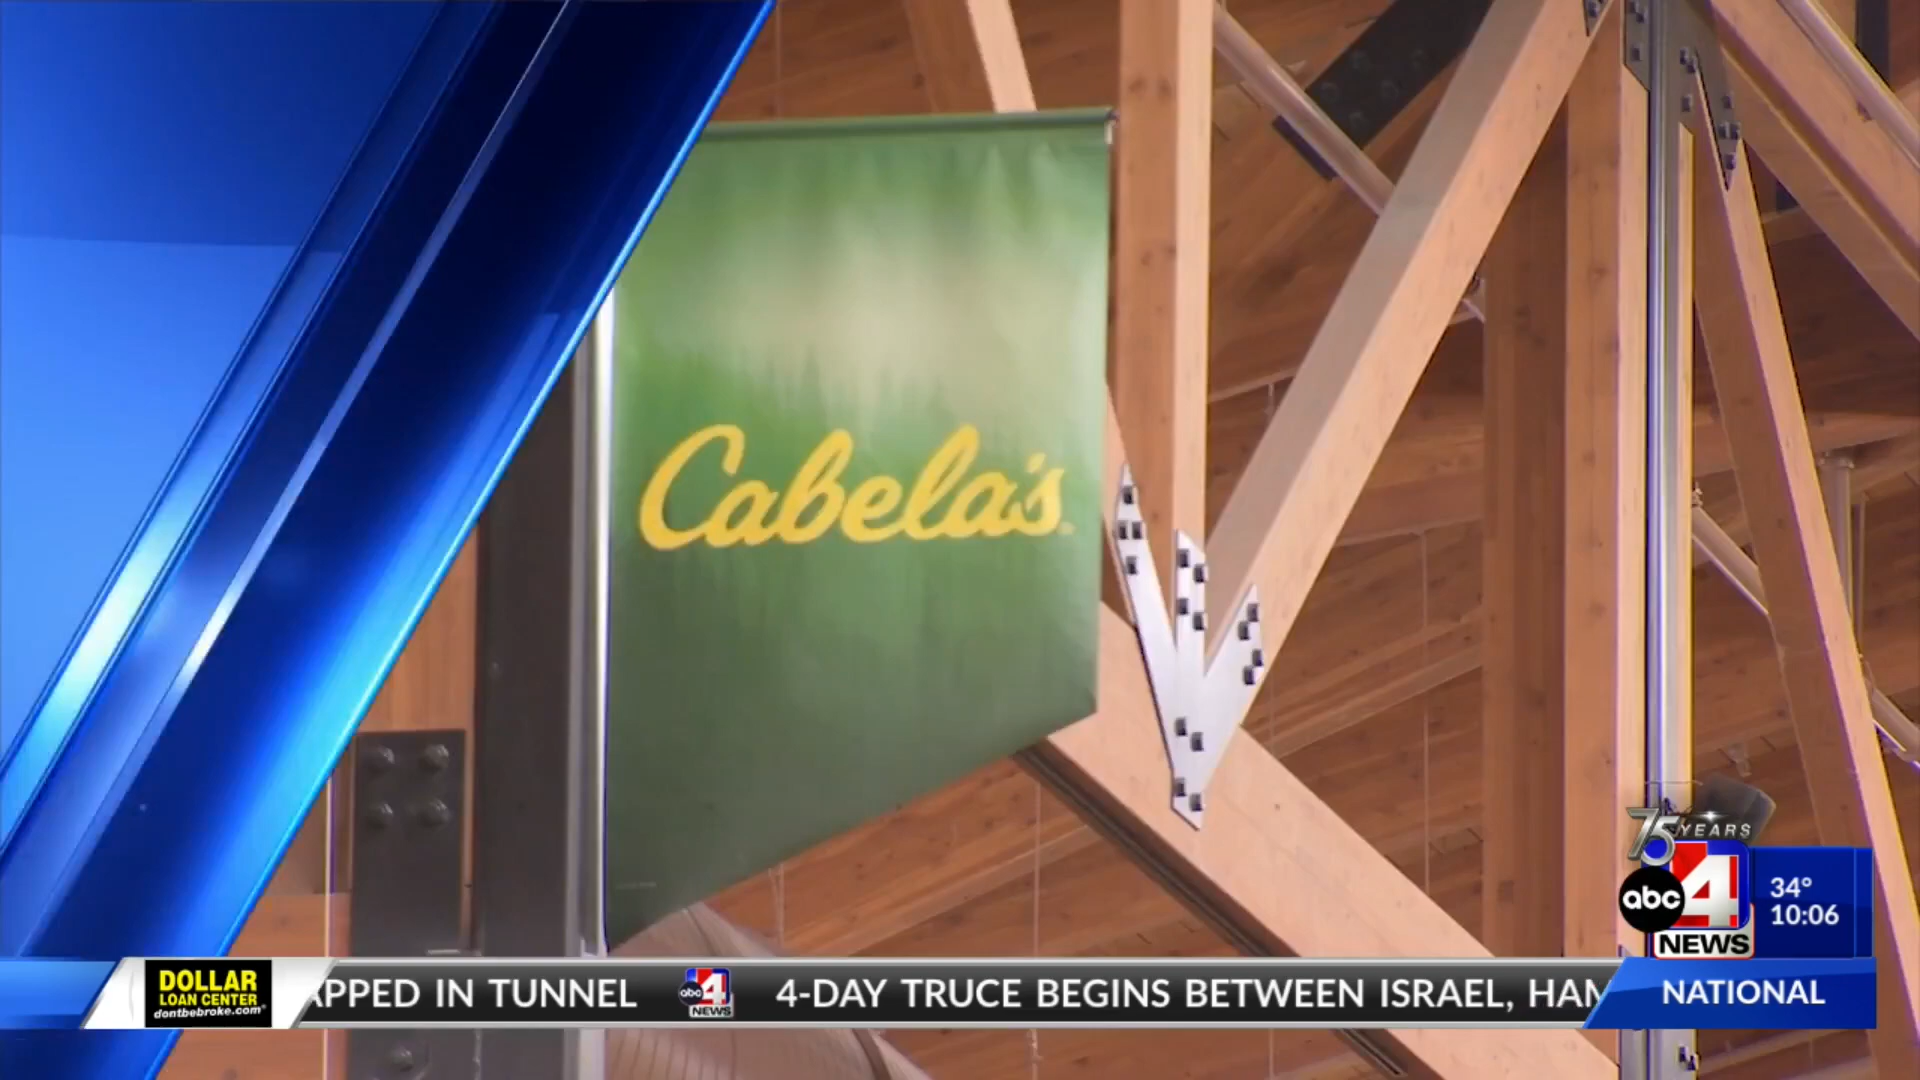 Cabela's
75 YEARS
abc 4
NEWS
34°
10:06
DOLLAR
LOAN CENTER
dontbebroke.com
APPED IN TUNNEL
abc 4
NEWS
4-DAY TRUCE BEGINS BETWEEN ISRAEL, HAM
NATIONAL